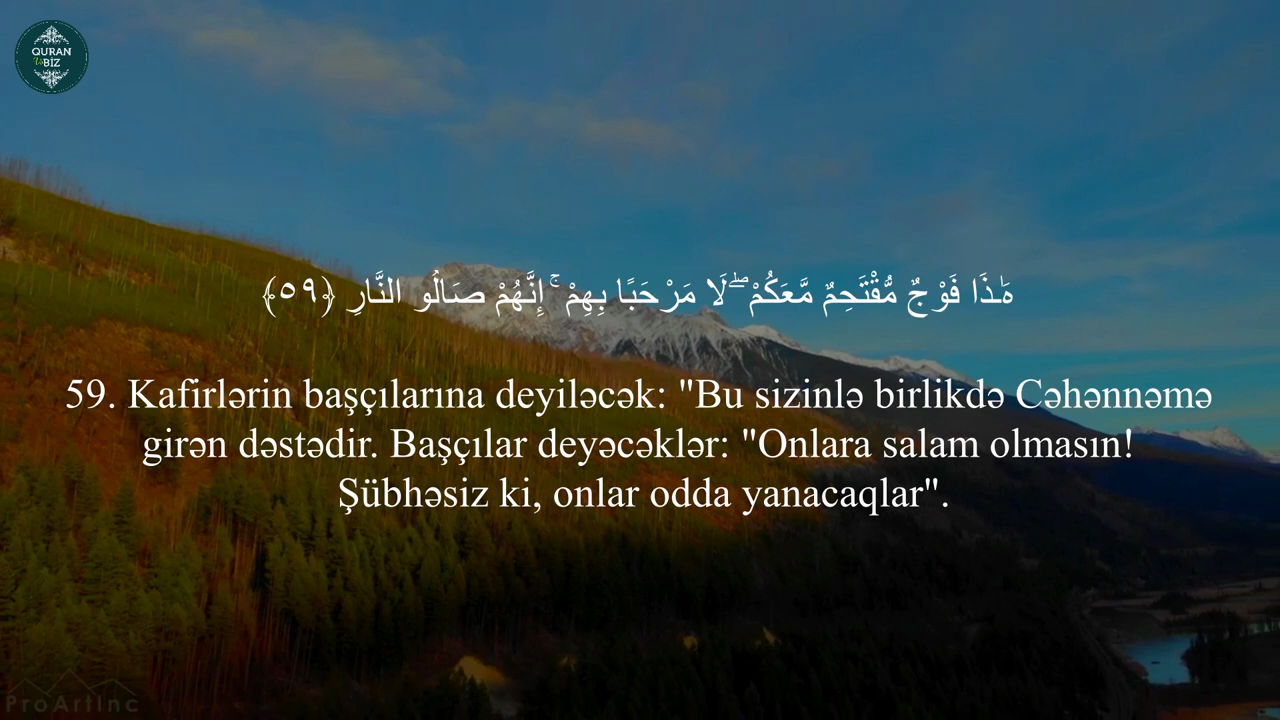 QURAN
Və
BİZ
هَٰذَا فَوْجٌ مُّقْتَحِمٌ مَّعَكُمْ ۖ لَا مَرْحَبًا بِهِمْ ۚ إِنَّهُمْ صَالُو النَّارِ ﴿٥٩﴾
59. Kafirlərin başçılarına deyiləcək: "Bu sizinlə birlikdə Cəhənnəmə
girən dəstədir. Başçılar deyəcəklər: "Onlara salam olmasın!
Şübhəsiz ki, onlar odda yanacaqlar".
ProArtInc